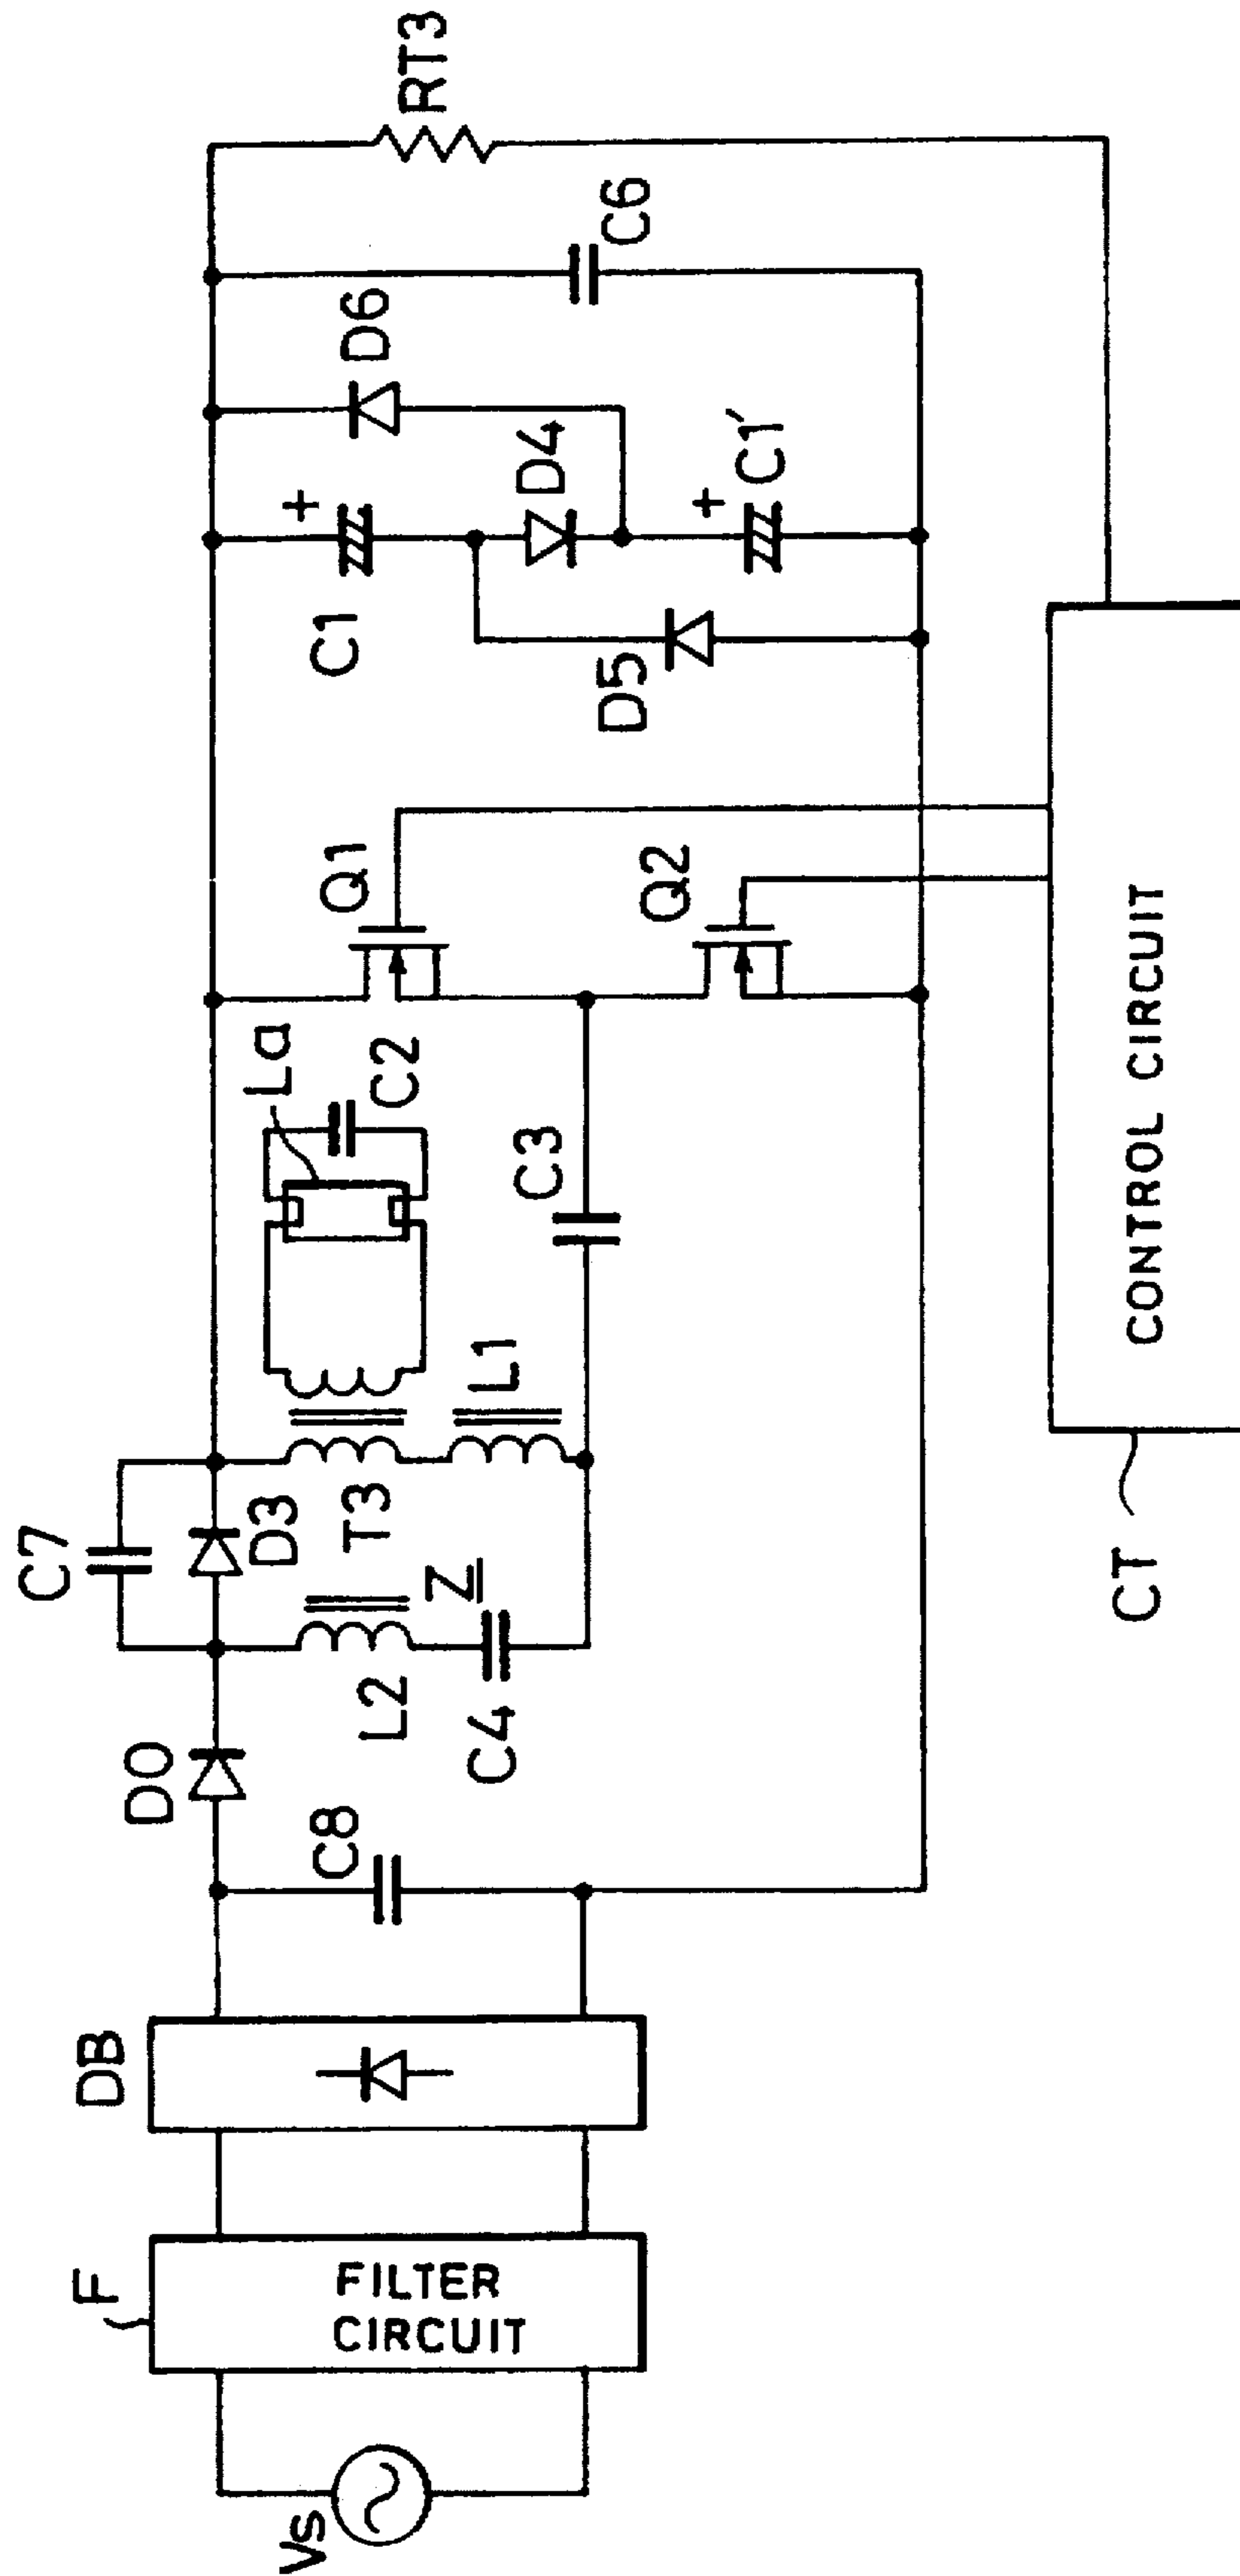 Vs
F
FILTER
CIRCUIT
DB
C8
D0
L2
C4
Z
C7
D3
T3
L1
La
C2
C3
Q1
Q2
C1
+
D5
D4
D6
C1′
+
C6
RT3
CT
CONTROL CIRCUIT